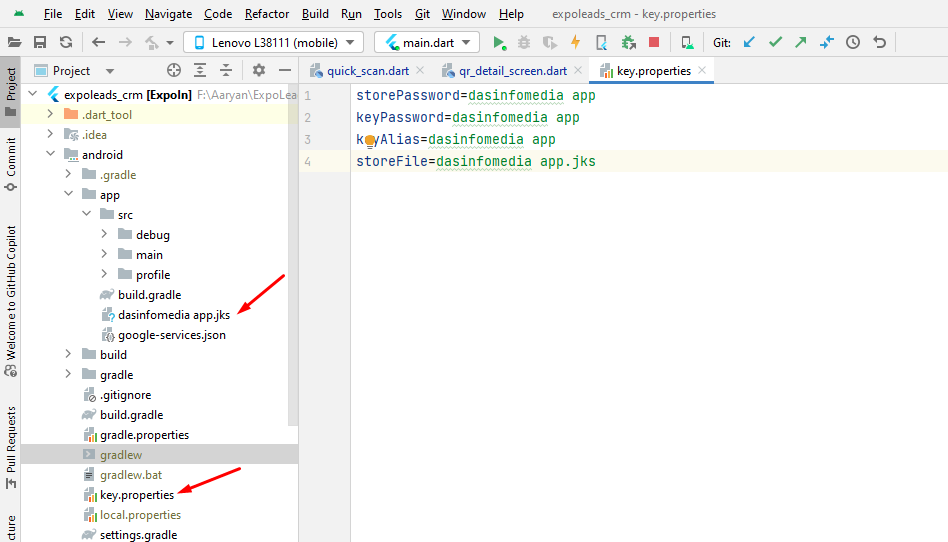 File Edit View Navigate Code Refactor Build Run Tools Git Window Help expoleads_crm - key.properties
Lenovo L38111 (mobile) main.dart Git:
Project
quick_scan.dart qr_detail_screen.dart key.properties
expoleads_crm [ExpoIn] F:\Aaryan\ExpoLea
.dart_tool
.idea
android
.gradle
app
src
debug
main
profile
build.gradle
dasinfomedia app.jks
google-services.json
build
gradle
.gitignore
build.gradle
gradle.properties
gradlew
gradlew.bat
key.properties
local.properties
settings.gradle
1 storePassword=dasinfomedia app
2 keyPassword=dasinfomedia app
3 keyAlias=dasinfomedia app
4 storeFile=dasinfomedia app.jks
Project
Commit
Welcome to GitHub Copilot
Pull Requests
cture